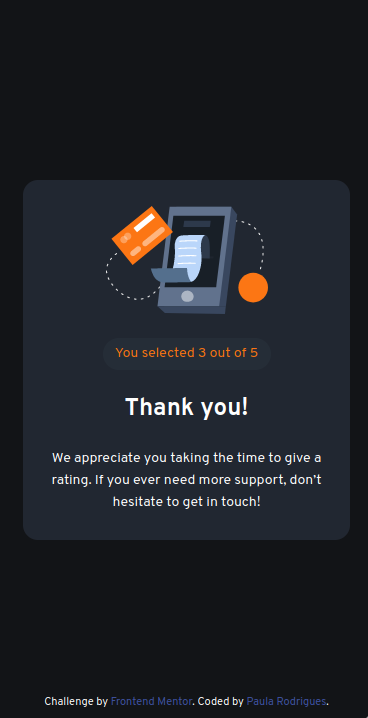 You selected 3 out of 5
Thank you!
We appreciate you taking the time to give a
rating. If you ever need more support, don't
hesitate to get in touch!
Challenge by Frontend Mentor. Coded by Paula Rodrigues.